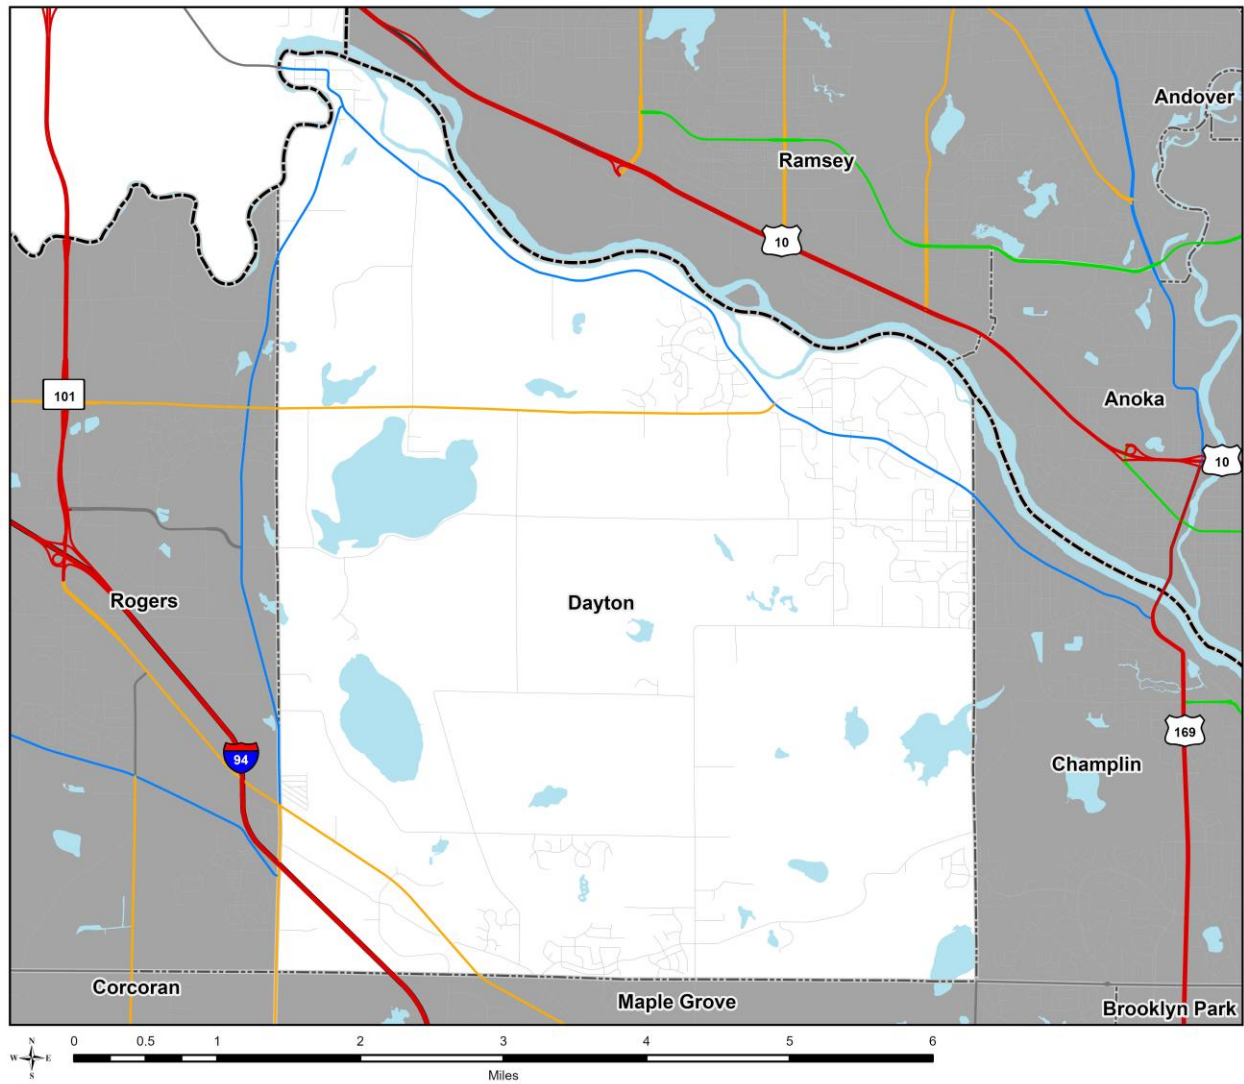 Andover
Ramsey
10
101
Anoka
10
Rogers
Dayton
169
94
Champlin
Corcoran
Maple Grove
Brooklyn Park
N
W E
S
0 0.5 1 2 3 4 5 6
Miles